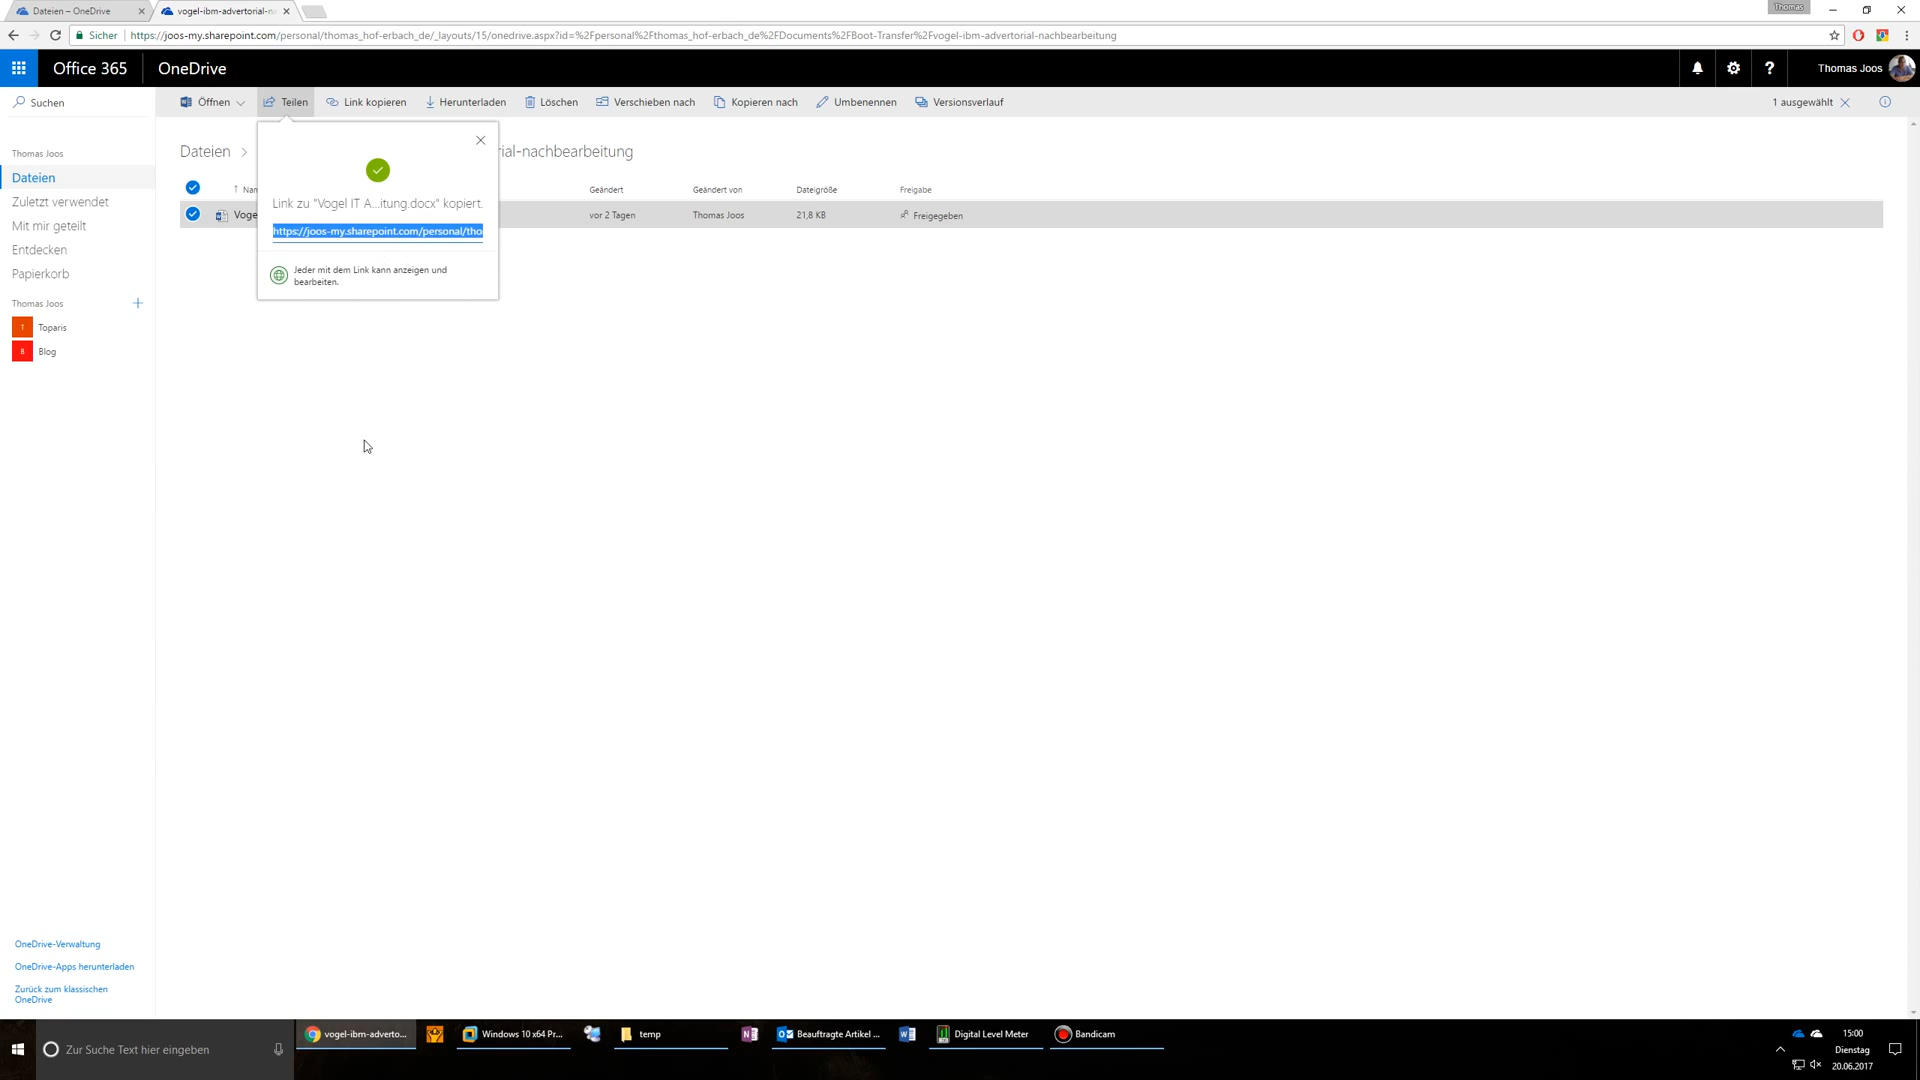 Dateien – OneDrive
vogel-ibm-advertorial-na
Thomas
Sicher
https://joos-my.sharepoint.com/personal/thomas_hof-erbach_de/_layouts/15/onedrive.aspx?id=%2Fpersonal%2Fthomas_hof-erbach_de%2FDocuments%2FBoot-Transfer%2Fvogel-ibm-advertorial-nachbearbeitung
Office 365
OneDrive
Thomas Joos
Suchen
Öffnen
Teilen
Link kopieren
Herunterladen
Löschen
Verschieben nach
Kopieren nach
Umbenennen
Versionsverlauf
1 ausgewählt
Thomas Joos
Dateien
Zuletzt verwendet
Mit mir geteilt
Entdecken
Papierkorb
Thomas Joos
T Toparis
B Blog
Dateien > rial-nachbearbeitung
Nam Geändert Geändert von Dateigröße Freigabe
Voge vor 2 Tagen Thomas Joos 21,8 KB Freigegeben
Link zu "Vogel IT A...itung.docx" kopiert.
https://joos-my.sharepoint.com/personal/tho
Jeder mit dem Link kann anzeigen und
bearbeiten.
OneDrive-Verwaltung
OneDrive-Apps herunterladen
Zurück zum klassischen
OneDrive
Zur Suche Text hier eingeben
vogel-ibm-adverto...
Windows 10 x64 Pr...
temp
Beauftragte Artikel ...
Digital Level Meter
Bandicam
15:00
Dienstag
20.06.2017